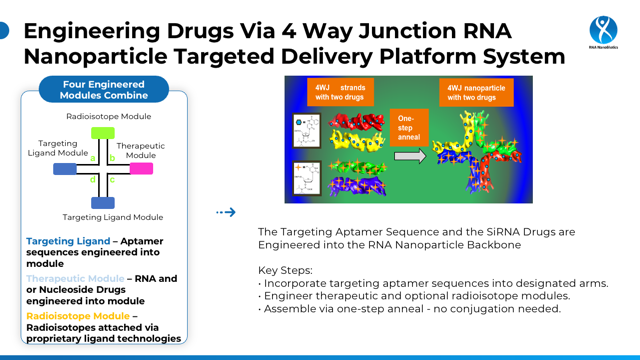 Engineering Drugs Via 4 Way Junction RNA
Nanoparticle Targeted Delivery Platform System
RNA NanoBiotics
Four Engineered
Modules Combine
Radioisotope Module
Targeting
Ligand Module
Therapeutic
Module
a b
d c
Targeting Ligand Module
Targeting Ligand – Aptamer
sequences engineered into
module
Therapeutic Module – RNA and
or Nucleoside Drugs
engineered into module
Radioisotope Module –
Radioisotopes attached via
proprietary ligand technologies
4WJ strands
with two drugs
One-
step
anneal
4WJ nanoparticle
with two drugs
The Targeting Aptamer Sequence and the SiRNA Drugs are
Engineered into the RNA Nanoparticle Backbone
Key Steps:
• Incorporate targeting aptamer sequences into designated arms.
• Engineer therapeutic and optional radioisotope modules.
• Assemble via one-step anneal - no conjugation needed.